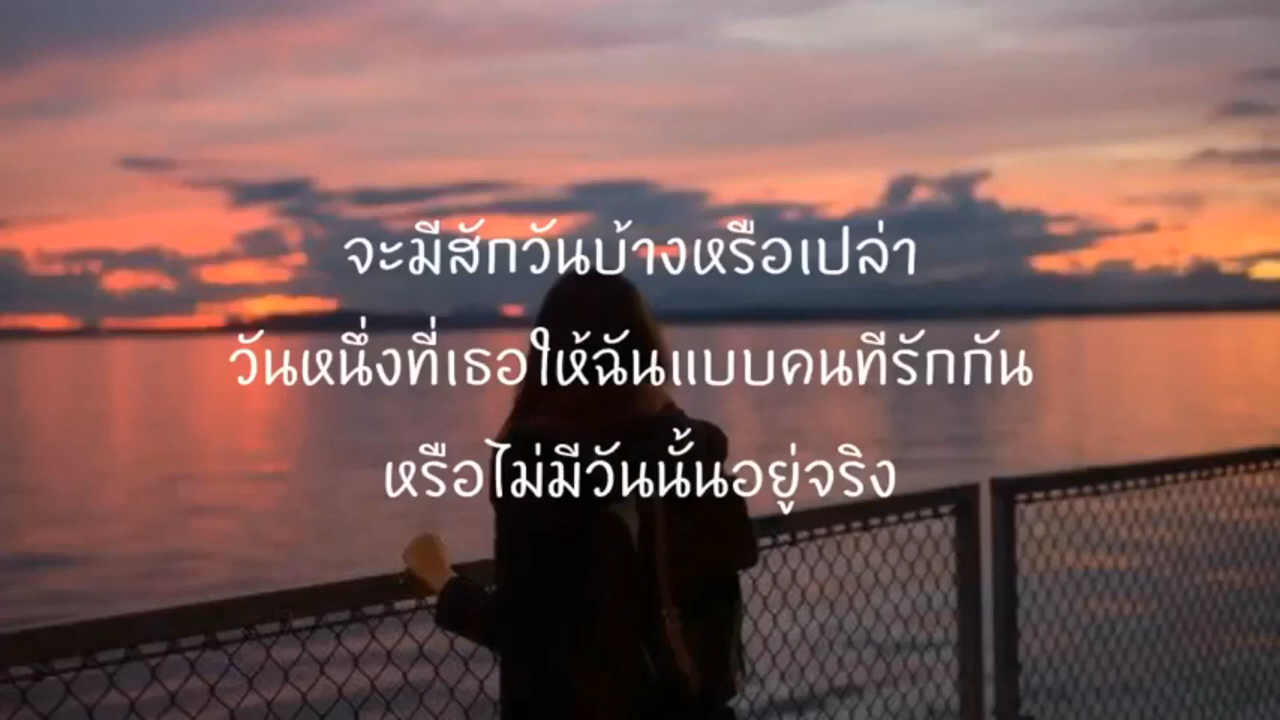 จะมีสักวันบ้างหรือเปล่า
วันหนึ่งที่เธอให้ฉันแบบคนทีรักกัน
หรือไม่มีวันนั้นอยู่จริง